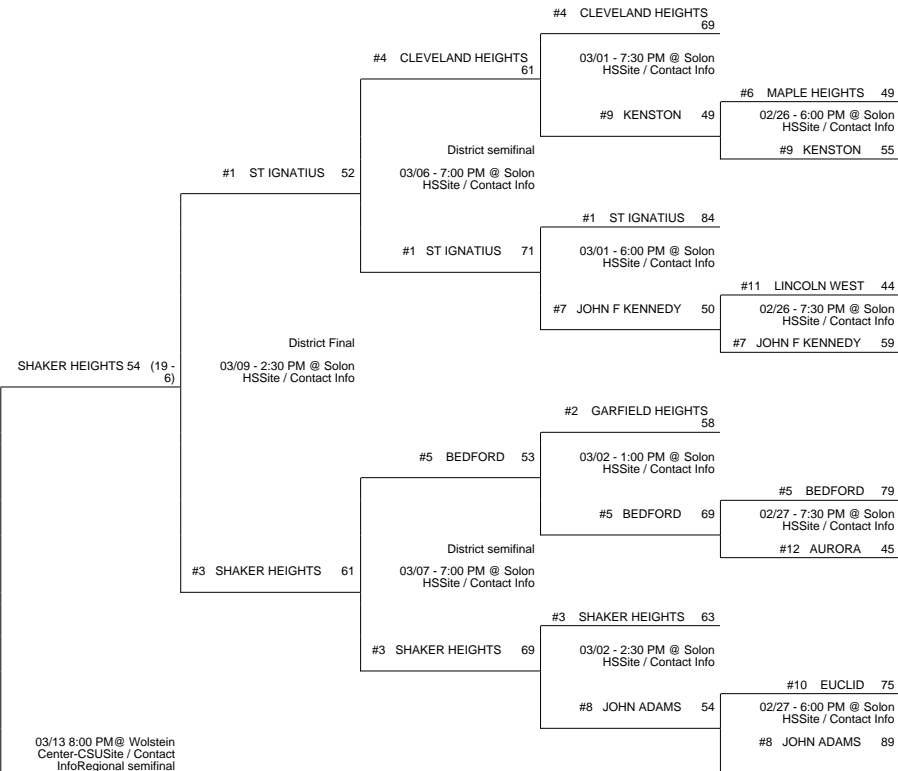 #4 CLEVELAND HEIGHTS
69
#4 CLEVELAND HEIGHTS
61
03/01 - 7:30 PM @ Solon
HSSite / Contact Info
#6 MAPLE HEIGHTS 49
#9 KENSTON 49
02/26 - 6:00 PM @ Solon
HSSite / Contact Info
District semifinal
#9 KENSTON 55
#1 ST IGNATIUS 52
03/06 - 7:00 PM @ Solon
HSSite / Contact Info
#1 ST IGNATIUS 84
#1 ST IGNATIUS 71
03/01 - 6:00 PM @ Solon
HSSite / Contact Info
#11 LINCOLN WEST 44
#7 JOHN F KENNEDY 50
02/26 - 7:30 PM @ Solon
HSSite / Contact Info
District Final
#7 JOHN F KENNEDY 59
SHAKER HEIGHTS 54 (19 -
6)
03/09 - 2:30 PM @ Solon
HSSite / Contact Info
#2 GARFIELD HEIGHTS
58
#5 BEDFORD 53
03/02 - 1:00 PM @ Solon
HSSite / Contact Info
#5 BEDFORD 79
#5 BEDFORD 69
02/27 - 7:30 PM @ Solon
HSSite / Contact Info
District semifinal
#12 AURORA 45
#3 SHAKER HEIGHTS 61
03/07 - 7:00 PM @ Solon
HSSite / Contact Info
#3 SHAKER HEIGHTS 63
#3 SHAKER HEIGHTS 69
03/02 - 2:30 PM @ Solon
HSSite / Contact Info
#10 EUCLID 75
#8 JOHN ADAMS 54
02/27 - 6:00 PM @ Solon
HSSite / Contact Info
#8 JOHN ADAMS 89
03/13 8:00 PM@ Wolstein
Center-CSUSite / Contact
InfoRegional semifinal